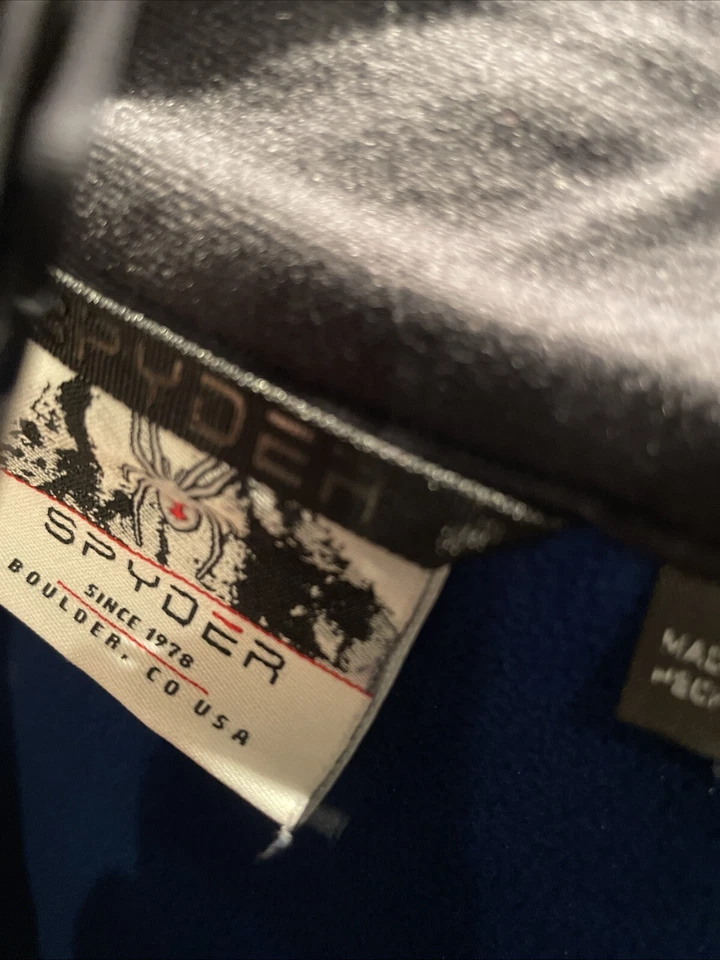 SPYDER
SPYDER
SINCE 1978
BOULDER, CO USA